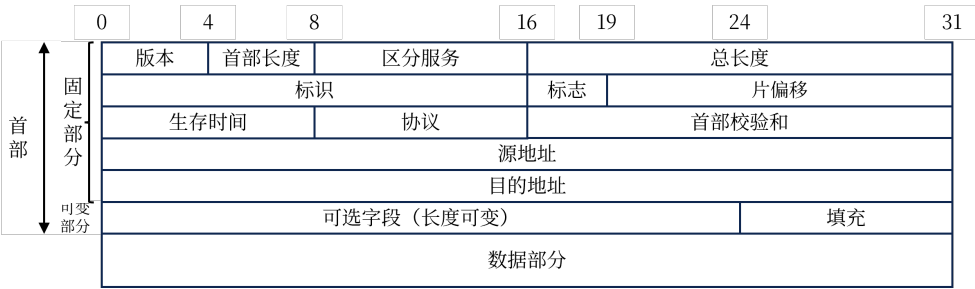 0 4 8 16 19 24 31
版本 首部长度 区分服务 总长度
标识 标志 片偏移
生存时间 协议 首部校验和
源地址
目的地址
可选字段（长度可变） 填充
数据部分
首部
固定部分
可变
部分